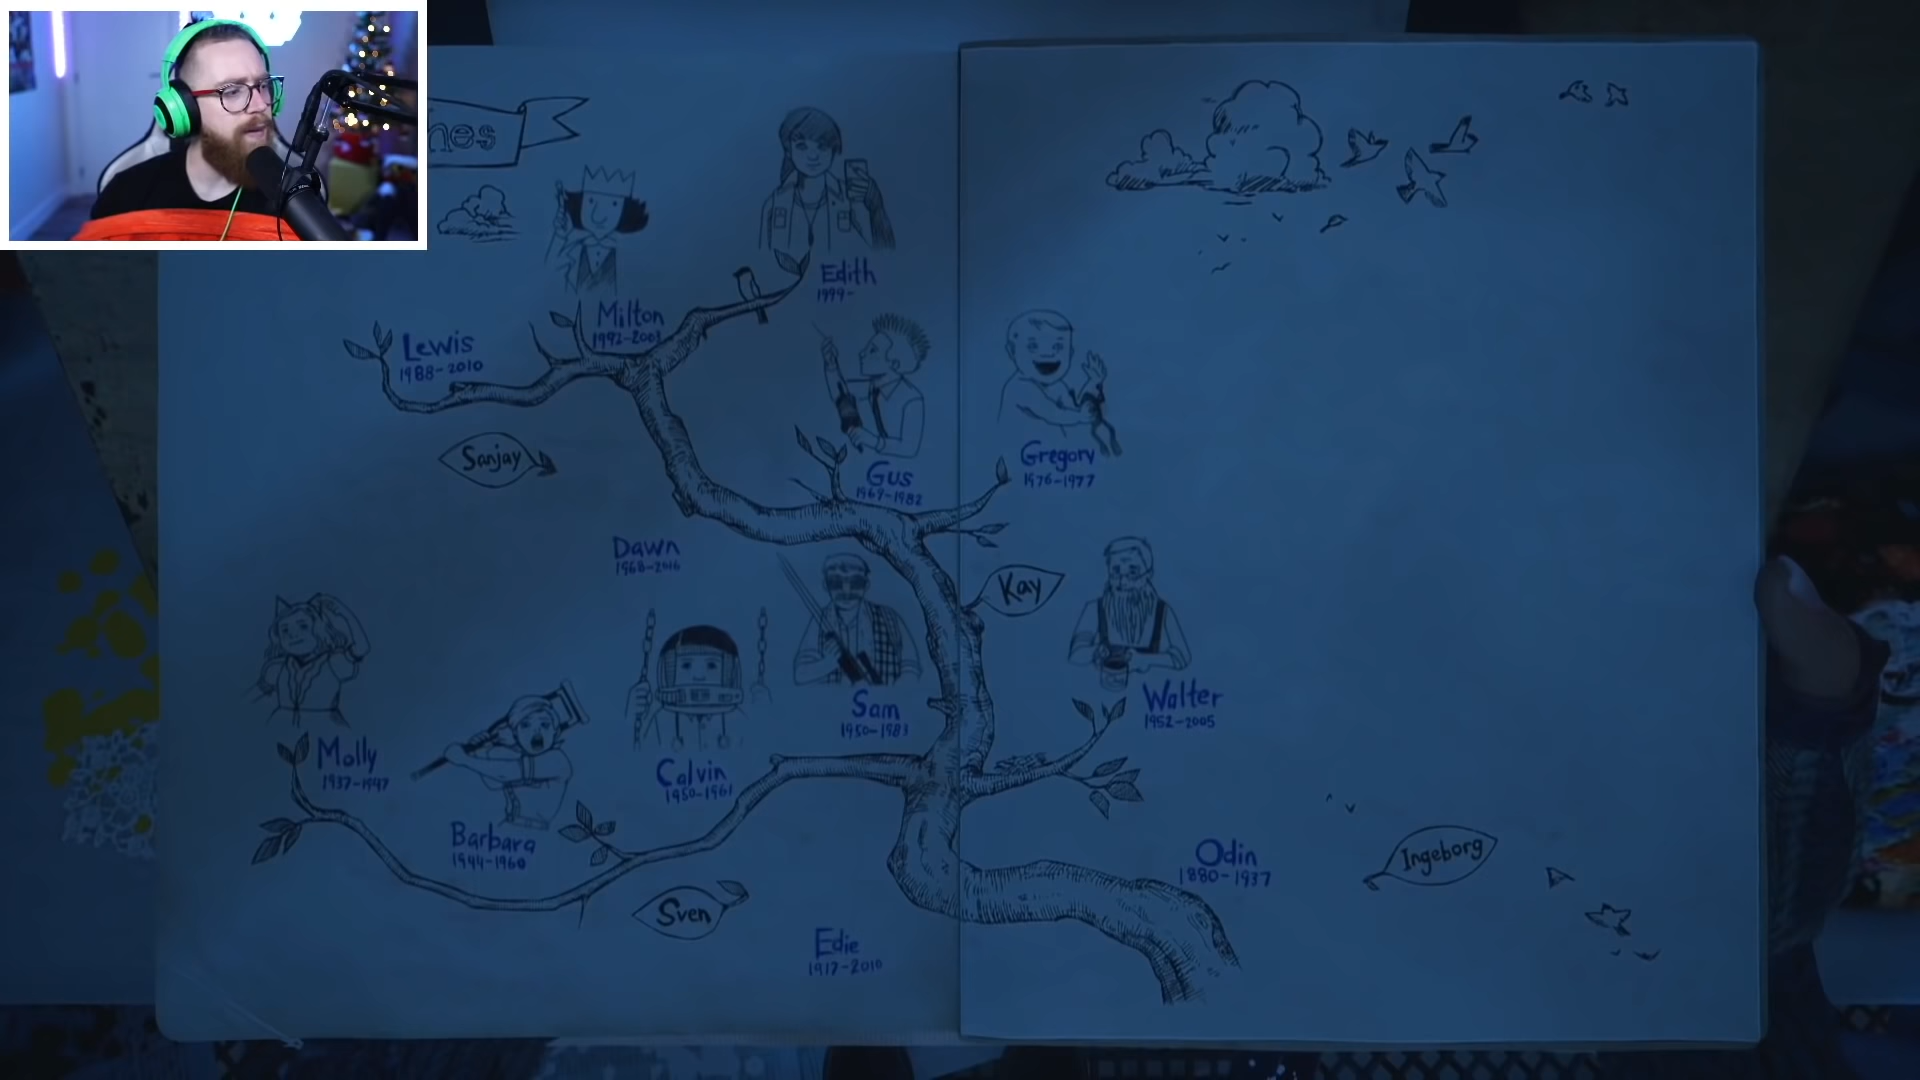 nes
Edith
1999-
Milton
1992-2003
Lewis
1988-2010
Sanjay
Gus
1969-1982
Gregory
1976-1977
Dawn
1968-2016
Kay
Sam
1950-1983
Walter
1952-2005
Molly
1937-1947
Calvin
1950-1961
Barbara
1944-1960
Sven
Odin
1880-1937
Ingeborg
Edie
1917-2010